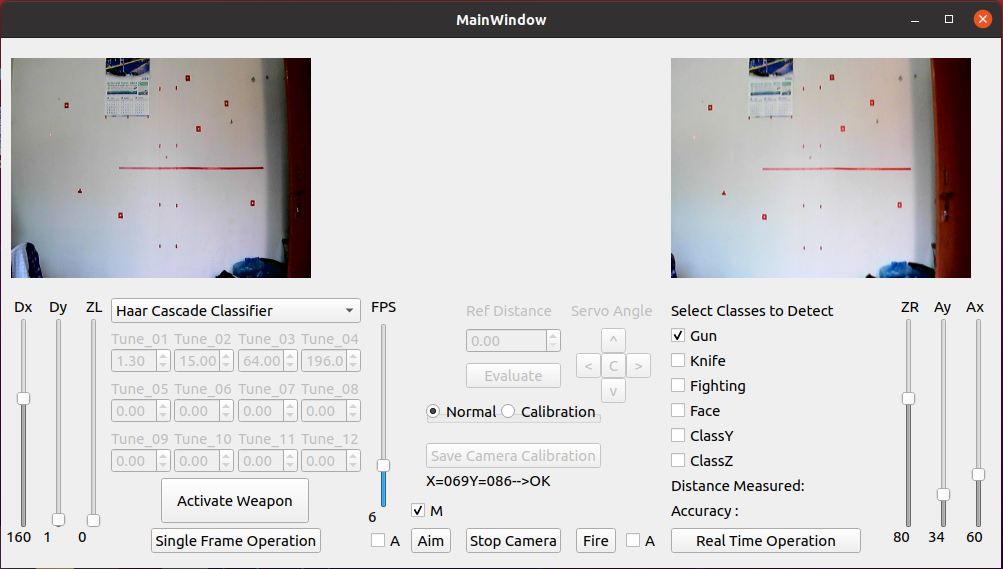 MainWindow
Dx Dy ZL Haar Cascade Classifier FPS Ref Distance Servo Angle Select Classes to Detect ZR Ay Ax
Tune_01 Tune_02 Tune_03 Tune_04 0.00 ^ Gun
1.30 15.00 64.00 196.0 Evaluate < C > Knife
Tune_05 Tune_06 Tune_07 Tune_08 v Fighting
0.00 0.00 0.00 0.00 Normal Calibration Face
Tune_09 Tune_10 Tune_11 Tune_12 ClassY
0.00 0.00 0.00 0.00 Save Camera Calibration ClassZ
Activate Weapon X=069Y=086-->OK Distance Measured:
6 M Accuracy :
160 1 0 Single Frame Operation A Aim Stop Camera Fire A Real Time Operation 80 34 60